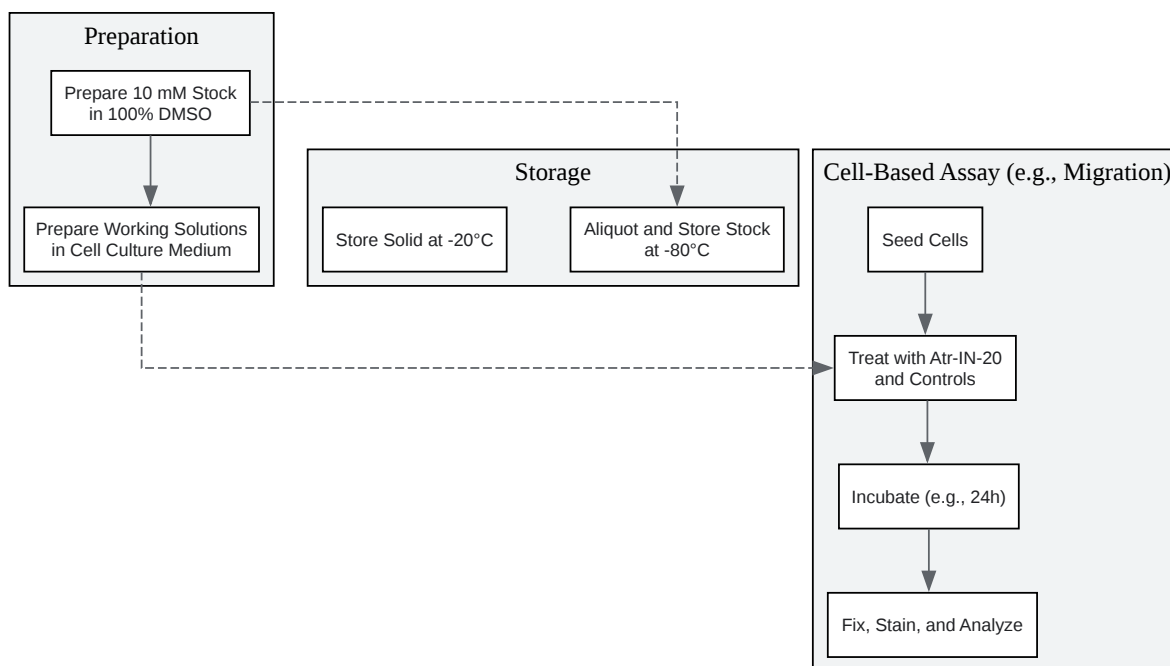 Preparation
Prepare 10 mM Stock
in 100% DMSO
Prepare Working Solutions
in Cell Culture Medium
Storage
Store Solid at -20°C
Aliquot and Store Stock
at -80°C
Cell-Based Assay (e.g., Migration)
Seed Cells
Treat with Atr-IN-20
and Controls
Incubate (e.g., 24h)
Fix, Stain, and Analyze